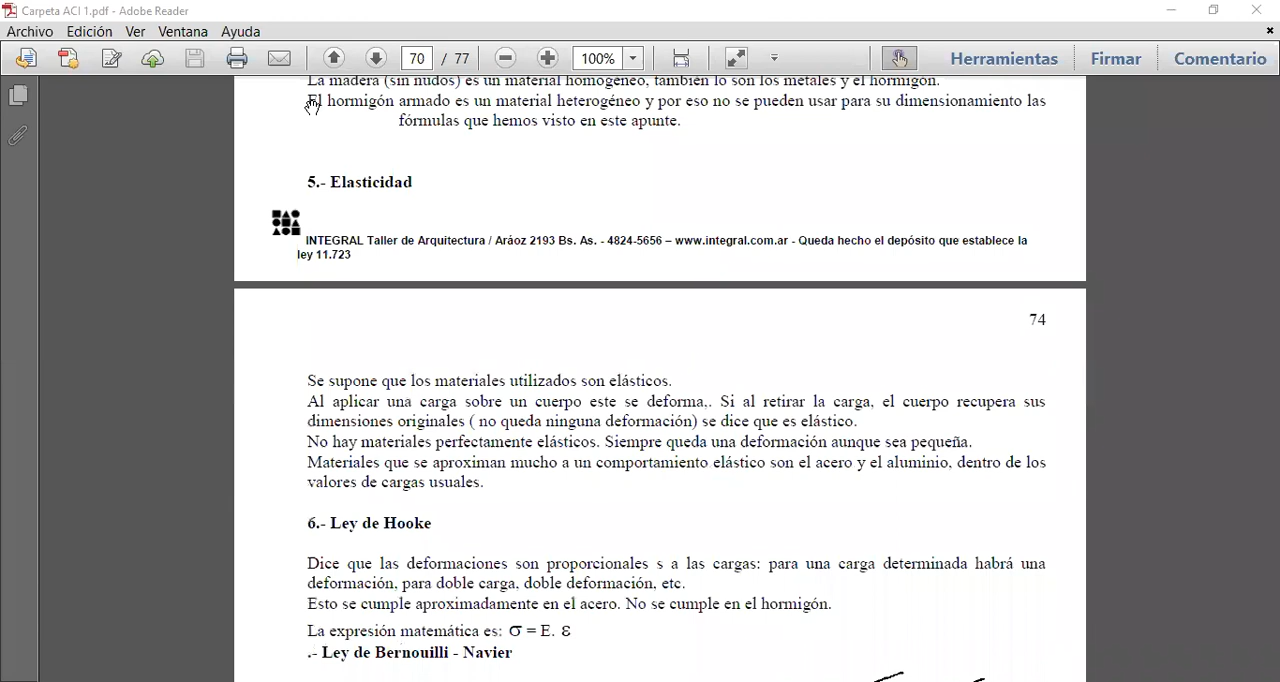 Carpeta ACI 1.pdf - Adobe Reader
Archivo Edición Ver Ventana Ayuda
70 / 77 100% Herramientas Firmar Comentario
La madera (sin nudos) es un material homogéneo, también lo son los metales y el hormigón.
El hormigón armado es un material heterogéneo y por eso no se pueden usar para su dimensionamiento las
fórmulas que hemos visto en este apunte.
5.- Elasticidad
INTEGRAL Taller de Arquitectura / Aráoz 2193 Bs. As. - 4824-5656 – www.integral.com.ar - Queda hecho el depósito que establece la
ley 11.723
74
Se supone que los materiales utilizados son elásticos.
Al aplicar una carga sobre un cuerpo este se deforma,. Si al retirar la carga, el cuerpo recupera sus
dimensiones originales ( no queda ninguna deformación) se dice que es elástico.
No hay materiales perfectamente elásticos. Siempre queda una deformación aunque sea pequeña.
Materiales que se aproximan mucho a un comportamiento elástico son el acero y el aluminio, dentro de los
valores de cargas usuales.
6.- Ley de Hooke
Dice que las deformaciones son proporcionales s a las cargas: para una carga determinada habrá una
deformación, para doble carga, doble deformación, etc.
Esto se cumple aproximadamente en el acero. No se cumple en el hormigón.
La expresión matemática es: σ = E. ε
.- Ley de Bernouilli - Navier